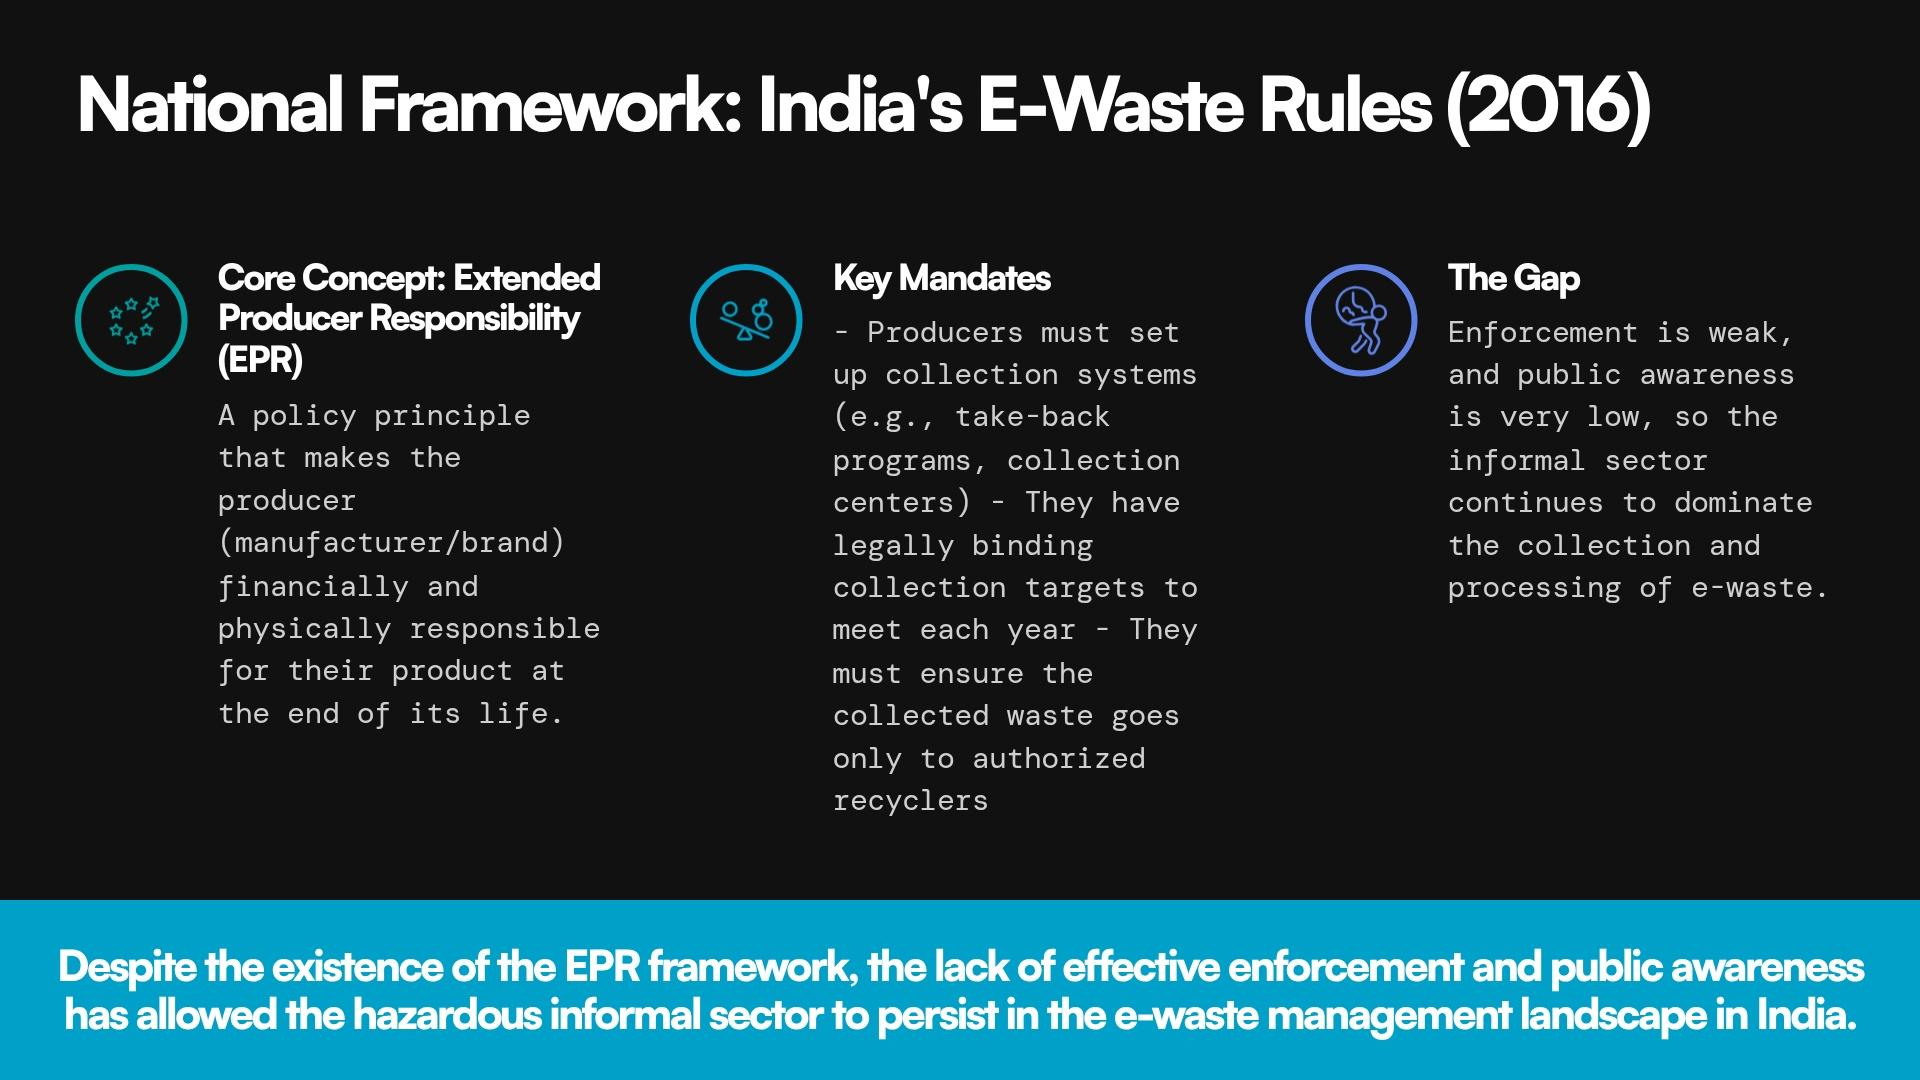 National Framework: India's E-Waste Rules (2016)
Core Concept: Extended
Producer Responsibility
(EPR)
A policy principle
that makes the
producer
(manufacturer/brand)
financially and
physically responsible
for their product at
the end of its life.
Key Mandates
- Producers must set
up collection systems
(e.g., take-back
programs, collection
centers) - They have
legally binding
collection targets to
meet each year - They
must ensure the
collected waste goes
only to authorized
recyclers
The Gap
Enforcement is weak,
and public awareness
is very low, so the
informal sector
continues to dominate
the collection and
processing of e-waste.
Despite the existence of the EPR framework, the lack of effective enforcement and public awareness
has allowed the hazardous informal sector to persist in the e-waste management landscape in India.